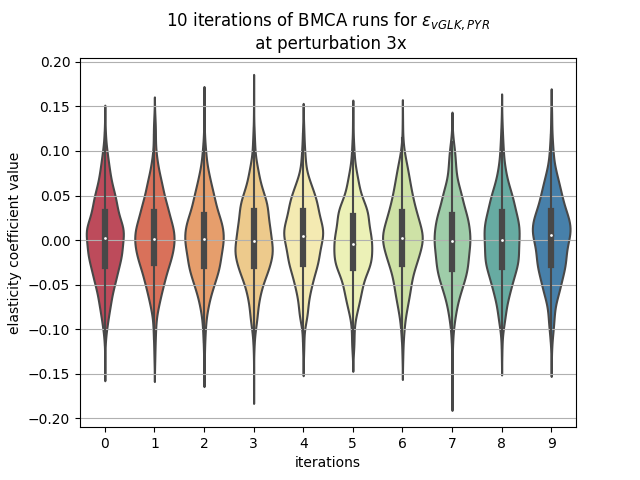 10 iterations of BMCA runs for ε_{vGLK,PYR}
at perturbation 3x
elasticity coefficient value
0.20
0.15
0.10
0.05
0.00
−0.05
−0.10
−0.15
−0.20
0 1 2 3 4 5 6 7 8 9
iterations